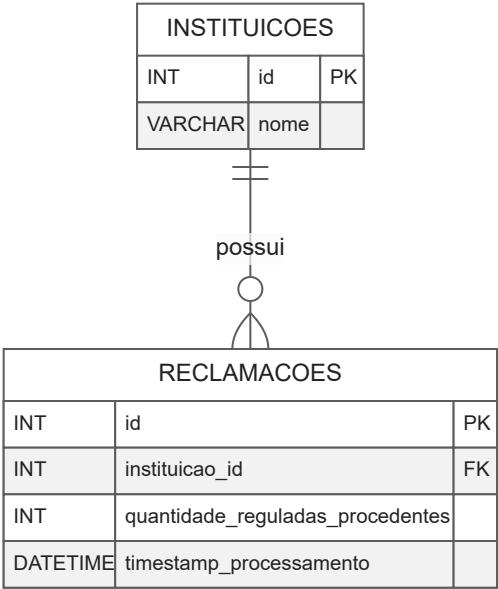 INSTITUICOES
INT id PK
VARCHAR nome
possui
RECLAMACOES
INT id PK
INT instituicao_id FK
INT quantidade_reguladas_procedentes
DATETIME timestamp_processamento